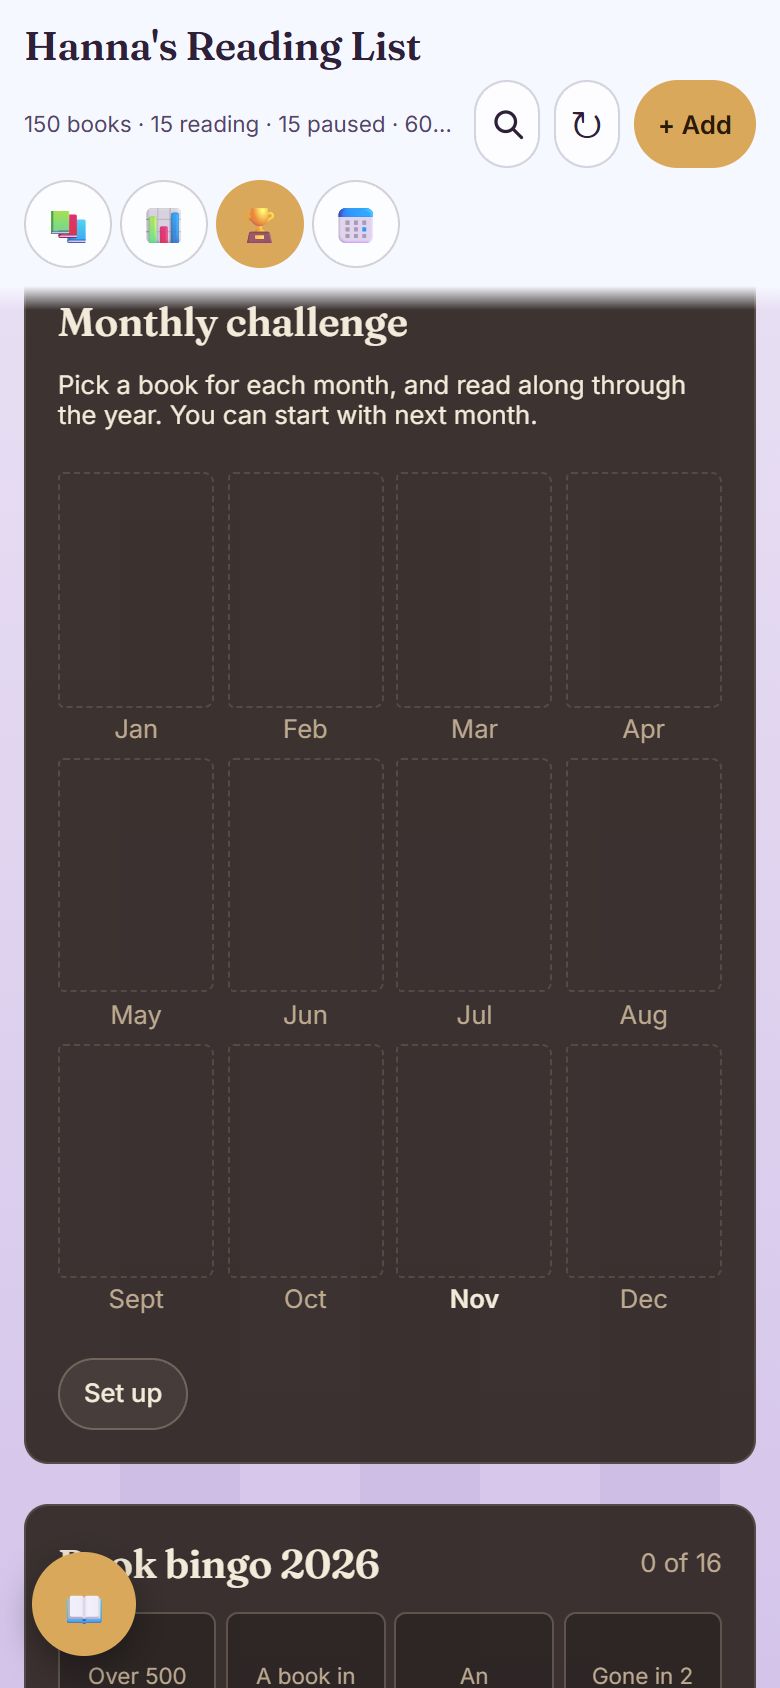 Hanna's Reading List
150 books · 15 reading · 15 paused · 60...
+ Add
Monthly challenge
Pick a book for each month, and read along through
the year. You can start with next month.
Jan Feb Mar Apr
May Jun Jul Aug
Sept Oct Nov Dec
Set up
bingo 2026
0 of 16
Over 500
A book in
An
Gone in 2